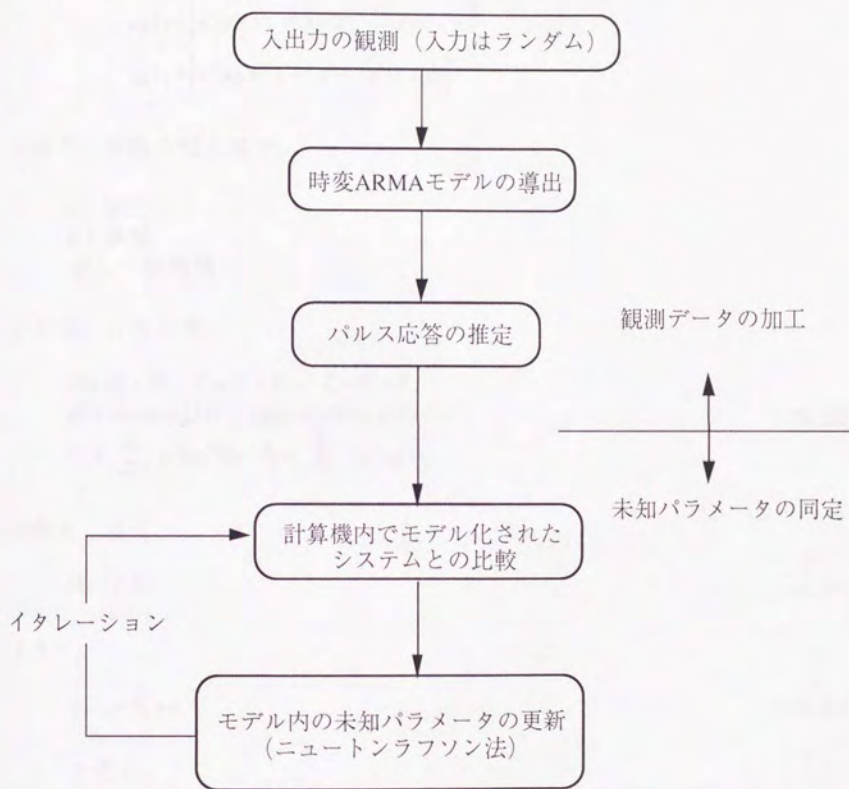 入出力の観測（入力はランダム）
時変ARMAモデルの導出
パルス応答の推定
観測データの加工
未知パラメータの同定
計算機内でモデル化された
システムとの比較
イタレーション
モデル内の未知パラメータの更新
（ニュートンラフソン法）